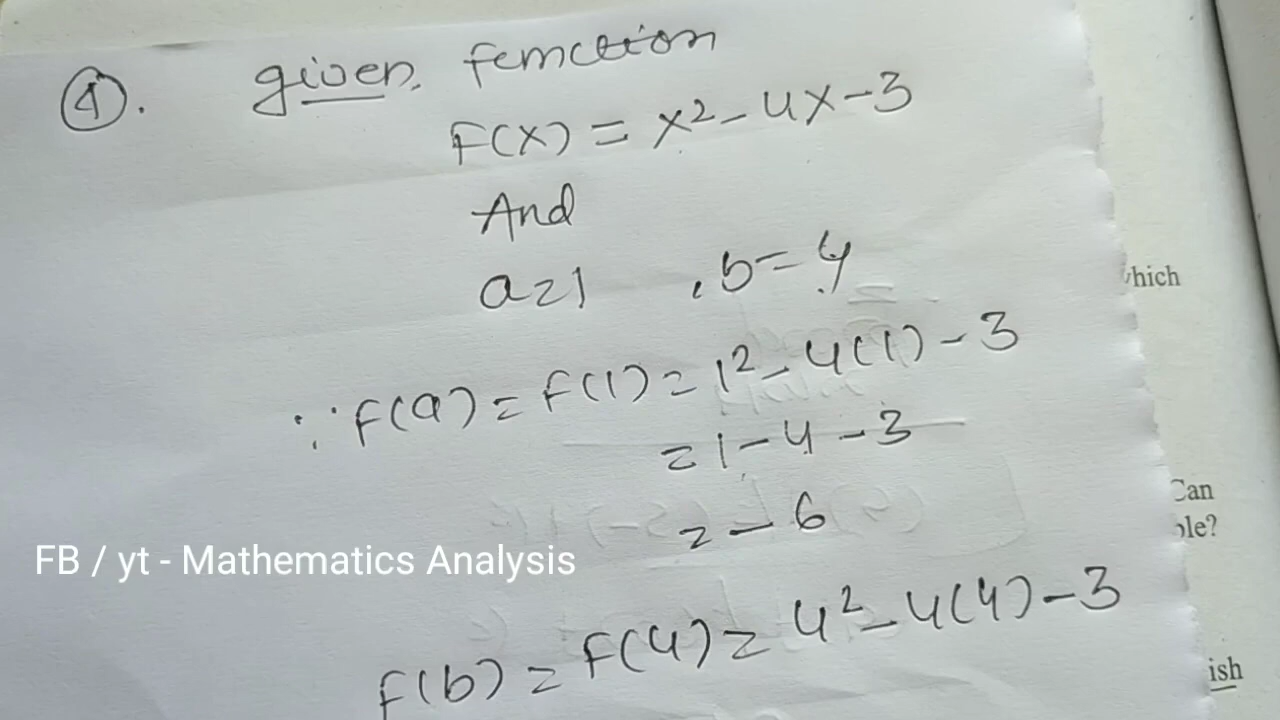 ④. given. function
F(x) = x² - 4x - 3
And
a = 1 , b = 4
∵ f(a) = f(1) = 1² - 4(1) - 3
= 1 - 4 - 3
= - 6
FB / yt - Mathematics Analysis
f(b) = f(4) = 4² - 4(4) - 3
hich
Can
ble?
ish